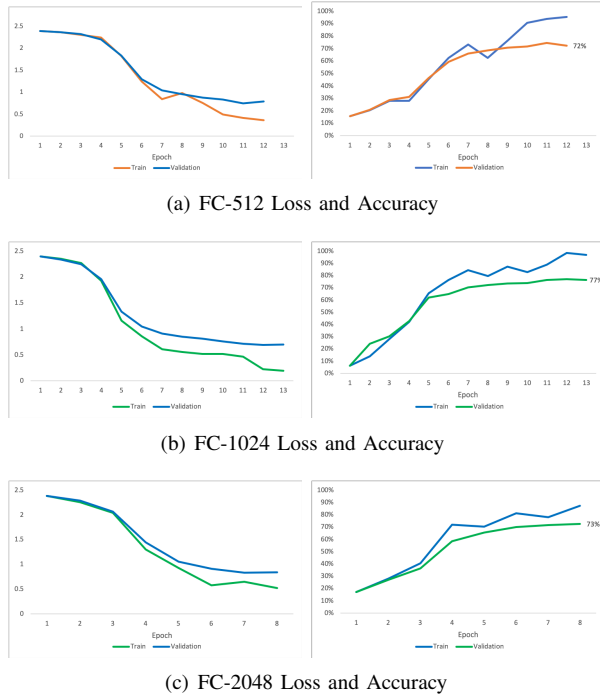 2.5
2
1.5
1
0.5
0
1 2 3 4 5 6 7 8 9 10 11 12 13
Epoch
Train Validation
100%
90%
80%
70%
60%
50%
40%
30%
20%
10%
0%
72%
1 2 3 4 5 6 7 8 9 10 11 12 13
Epoch
Train Validation
(a) FC-512 Loss and Accuracy
2.5
2
1.5
1
0.5
0
1 2 3 4 5 6 7 8 9 10 11 12 13
Epoch
Train Validation
100%
90%
80%
70%
60%
50%
40%
30%
20%
10%
0%
77%
1 2 3 4 5 6 7 8 9 10 11 12 13
Epoch
Train Validation
(b) FC-1024 Loss and Accuracy
2.5
2
1.5
1
0.5
0
1 2 3 4 5 6 7 8
Epoch
Train Validation
100%
90%
80%
70%
60%
50%
40%
30%
20%
10%
0%
73%
1 2 3 4 5 6 7 8
Epoch
Train Validation
(c) FC-2048 Loss and Accuracy